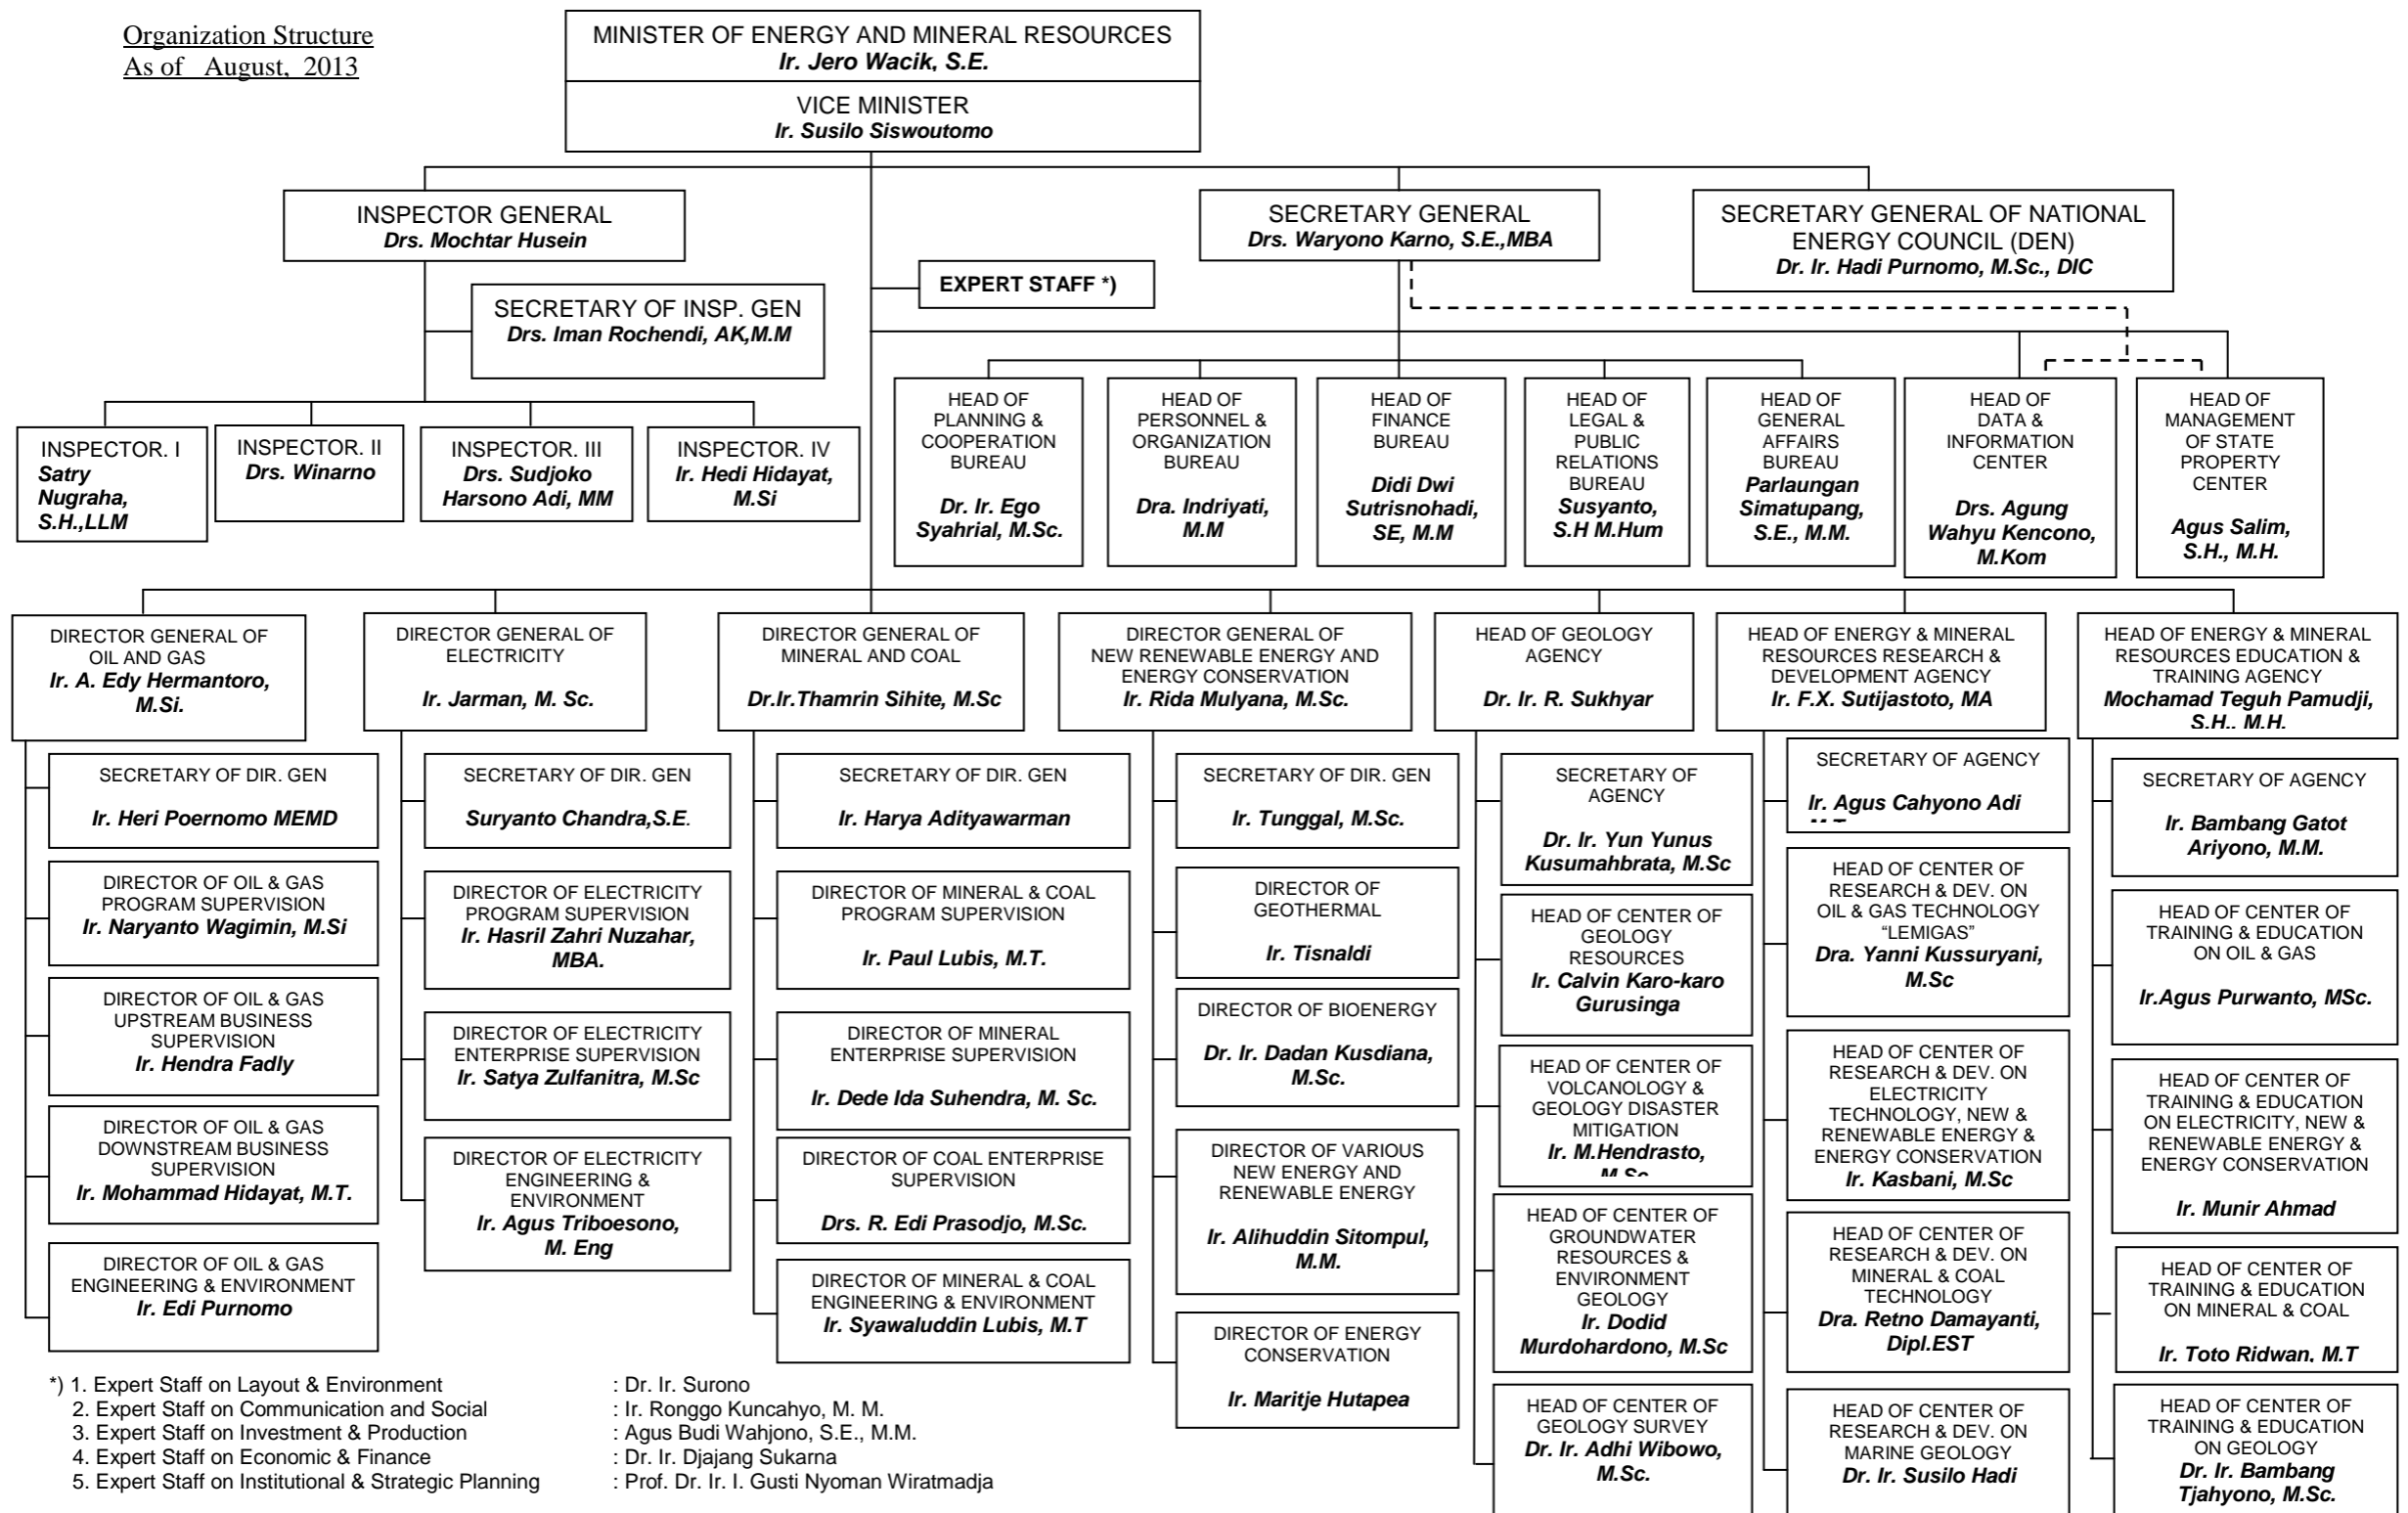 Organization Structure
As of August, 2013
MINISTER OF ENERGY AND MINERAL RESOURCES
Ir. Jero Wacik, S.E.
VICE MINISTER
Ir. Susilo Siswoutomo
INSPECTOR GENERAL
Drs. Mochtar Husein
SECRETARY GENERAL
Drs. Waryono Karno, S.E.,MBA
SECRETARY GENERAL OF NATIONAL
ENERGY COUNCIL (DEN)
Dr. Ir. Hadi Purnomo, M.Sc., DIC
EXPERT STAFF *)
SECRETARY OF INSP. GEN
Drs. Iman Rochendi, AK,M.M
INSPECTOR. I
Satry
Nugraha,
S.H.,LLM
INSPECTOR. II
Drs. Winarno
INSPECTOR. III
Drs. Sudjoko
Harsono Adi, MM
INSPECTOR. IV
Ir. Hedi Hidayat,
M.Si
HEAD OF
PLANNING &
COOPERATION
BUREAU
Dr. Ir. Ego
Syahrial, M.Sc.
HEAD OF
PERSONNEL &
ORGANIZATION
BUREAU
Dra. Indriyati,
M.M
HEAD OF
FINANCE
BUREAU
Didi Dwi
Sutrisnohadi,
SE, M.M
HEAD OF
LEGAL &
PUBLIC
RELATIONS
BUREAU
Susyanto,
S.H M.Hum
HEAD OF
GENERAL
AFFAIRS
BUREAU
Parlaungan
Simatupang,
S.E., M.M.
HEAD OF
DATA &
INFORMATION
CENTER
Drs. Agung
Wahyu Kencono,
M.Kom
HEAD OF
MANAGEMENT
OF STATE
PROPERTY
CENTER
Agus Salim,
S.H., M.H.
DIRECTOR GENERAL OF
OIL AND GAS
Ir. A. Edy Hermantoro,
M.Si.
SECRETARY OF DIR. GEN
Ir. Heri Poernomo MEMD
DIRECTOR OF OIL & GAS
PROGRAM SUPERVISION
Ir. Naryanto Wagimin, M.Si
DIRECTOR OF OIL & GAS
UPSTREAM BUSINESS
SUPERVISION
Ir. Hendra Fadly
DIRECTOR OF OIL & GAS
DOWNSTREAM BUSINESS
SUPERVISION
Ir. Mohammad Hidayat, M.T.
DIRECTOR OF OIL & GAS
ENGINEERING & ENVIRONMENT
Ir. Edi Purnomo
DIRECTOR GENERAL OF
ELECTRICITY
Ir. Jarman, M. Sc.
SECRETARY OF DIR. GEN
Suryanto Chandra,S.E.
DIRECTOR OF ELECTRICITY
PROGRAM SUPERVISION
Ir. Hasril Zahri Nuzahar,
MBA.
DIRECTOR OF ELECTRICITY
ENTERPRISE SUPERVISION
Ir. Satya Zulfanitra, M.Sc
DIRECTOR OF ELECTRICITY
ENGINEERING &
ENVIRONMENT
Ir. Agus Triboesono,
M. Eng
DIRECTOR GENERAL OF
MINERAL AND COAL
Dr.Ir.Thamrin Sihite, M.Sc
SECRETARY OF DIR. GEN
Ir. Harya Adityawarman
DIRECTOR OF MINERAL & COAL
PROGRAM SUPERVISION
Ir. Paul Lubis, M.T.
DIRECTOR OF MINERAL
ENTERPRISE SUPERVISION
Ir. Dede Ida Suhendra, M. Sc.
DIRECTOR OF COAL ENTERPRISE
SUPERVISION
Drs. R. Edi Prasodjo, M.Sc.
DIRECTOR OF MINERAL & COAL
ENGINEERING & ENVIRONMENT
Ir. Syawaluddin Lubis, M.T
DIRECTOR GENERAL OF
NEW RENEWABLE ENERGY AND
ENERGY CONSERVATION
Ir. Rida Mulyana, M.Sc.
SECRETARY OF DIR. GEN
Ir. Tunggal, M.Sc.
DIRECTOR OF
GEOTHERMAL
Ir. Tisnaldi
DIRECTOR OF BIOENERGY
Dr. Ir. Dadan Kusdiana,
M.Sc.
DIRECTOR OF VARIOUS
NEW ENERGY AND
RENEWABLE ENERGY
Ir. Alihuddin Sitompul,
M.M.
DIRECTOR OF ENERGY
CONSERVATION
Ir. Maritje Hutapea
HEAD OF GEOLOGY
AGENCY
Dr. Ir. R. Sukhyar
SECRETARY OF
AGENCY
Dr. Ir. Yun Yunus
Kusumahbrata, M.Sc
HEAD OF CENTER OF
GEOLOGY
RESOURCES
Ir. Calvin Karo-karo
Gurusinga
HEAD OF CENTER OF
VOLCANOLOGY &
GEOLOGY DISASTER
MITIGATION
Ir. M.Hendrasto,
M.Sc
HEAD OF CENTER OF
GROUNDWATER
RESOURCES &
ENVIRONMENT
GEOLOGY
Ir. Dodid
Murdohardono, M.Sc
HEAD OF CENTER OF
GEOLOGY SURVEY
Dr. Ir. Adhi Wibowo,
M.Sc.
HEAD OF ENERGY & MINERAL
RESOURCES RESEARCH &
DEVELOPMENT AGENCY
Ir. F.X. Sutijastoto, MA
SECRETARY OF AGENCY
Ir. Agus Cahyono Adi
HEAD OF CENTER OF
RESEARCH & DEV. ON
OIL & GAS TECHNOLOGY
“LEMIGAS”
Dra. Yanni Kussuryani,
M.Sc
HEAD OF CENTER OF
RESEARCH & DEV. ON
ELECTRICITY
TECHNOLOGY, NEW &
RENEWABLE ENERGY &
ENERGY CONSERVATION
Ir. Kasbani, M.Sc
HEAD OF CENTER OF
RESEARCH & DEV. ON
MINERAL & COAL
TECHNOLOGY
Dra. Retno Damayanti,
Dipl.EST
HEAD OF CENTER OF
RESEARCH & DEV. ON
MARINE GEOLOGY
Dr. Ir. Susilo Hadi
HEAD OF ENERGY & MINERAL
RESOURCES EDUCATION &
TRAINING AGENCY
Mochamad Teguh Pamudji,
S.H., M.H.
SECRETARY OF AGENCY
Ir. Bambang Gatot
Ariyono, M.M.
HEAD OF CENTER OF
TRAINING & EDUCATION
ON OIL & GAS
Ir.Agus Purwanto, MSc.
HEAD OF CENTER OF
TRAINING & EDUCATION
ON ELECTRICITY, NEW &
RENEWABLE ENERGY &
ENERGY CONSERVATION
Ir. Munir Ahmad
HEAD OF CENTER OF
TRAINING & EDUCATION
ON MINERAL & COAL
Ir. Toto Ridwan, M.T
HEAD OF CENTER OF
TRAINING & EDUCATION
ON GEOLOGY
Dr. Ir. Bambang
Tjahyono, M.Sc.
*) 1. Expert Staff on Layout & Environment : Dr. Ir. Surono
2. Expert Staff on Communication and Social : Ir. Ronggo Kuncahyo, M. M.
3. Expert Staff on Investment & Production : Agus Budi Wahjono, S.E., M.M.
4. Expert Staff on Economic & Finance : Dr. Ir. Djajang Sukarna
5. Expert Staff on Institutional & Strategic Planning : Prof. Dr. Ir. I. Gusti Nyoman Wiratmadja